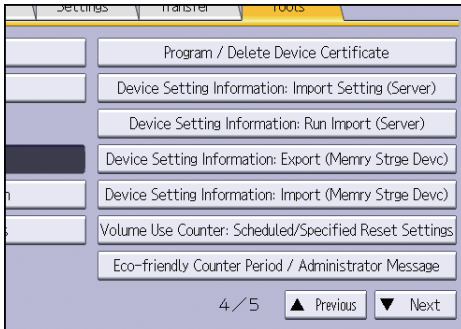 Settings Transfer Tools
Program / Delete Device Certificate
Device Setting Information: Import Setting (Server)
Device Setting Information: Run Import (Server)
Device Setting Information: Export (Memry Strge Devc)
Device Setting Information: Import (Memry Strge Devc)
Volume Use Counter: Scheduled/Specified Reset Settings
Eco-friendly Counter Period / Administrator Message
4/5 ▲ Previous ▼ Next